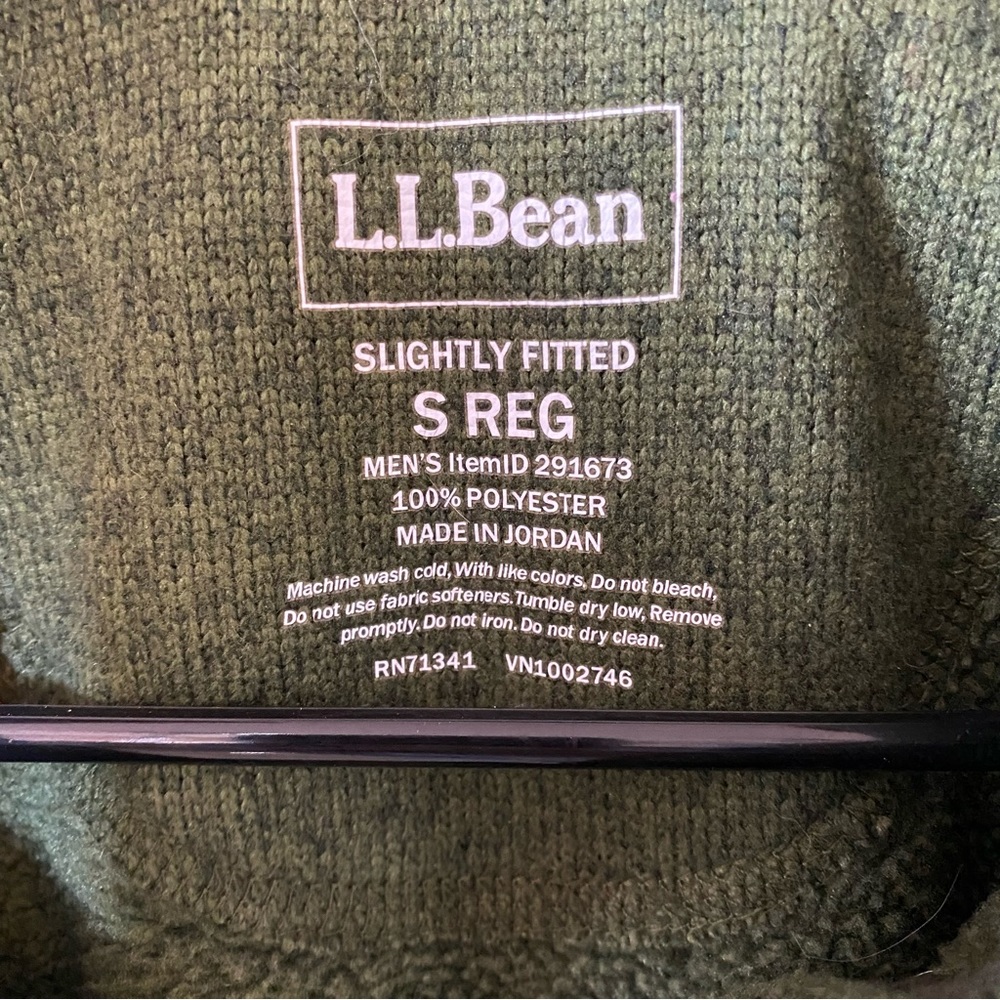 L.L.Bean
SLIGHTLY FITTED
S REG
MEN'S ItemID 291673
100% POLYESTER
MADE IN JORDAN
Machine wash cold, With like colors, Do not bleach,
Do not use fabric softeners. Tumble dry low, Remove
promptly. Do not iron. Do not dry clean.
RN71341 VN1002746